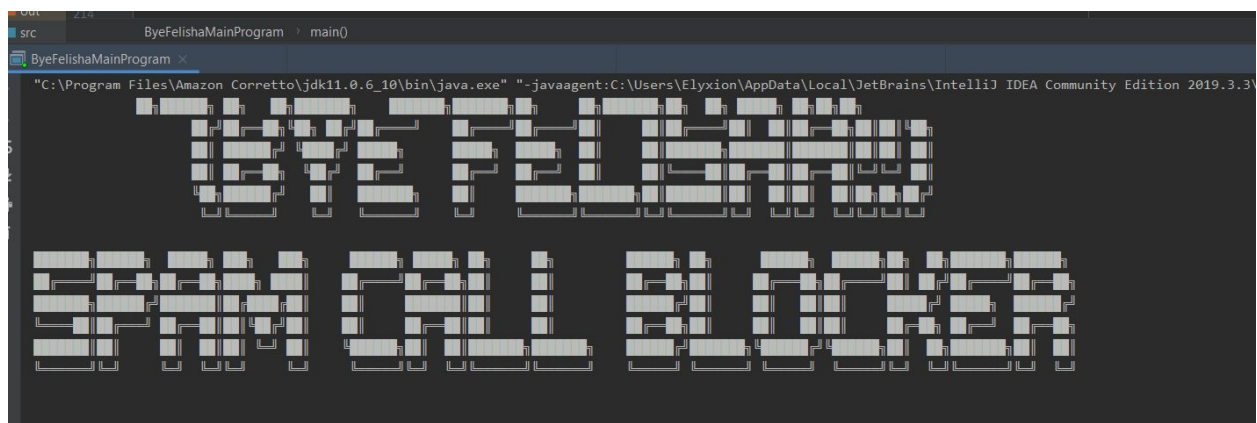 out 214
src ByeFelishaMainProgram > main()
ByeFelishaMainProgram ×
"C:\Program Files\Amazon Corretto\jdk11.0.6_10\bin\java.exe" "-javaagent:C:\Users\Elyxion\AppData\Local\JetBrains\IntelliJ IDEA Community Edition 2019.3.3\
(BYE FELISHA!!)
SPAM CALL BLOCKER